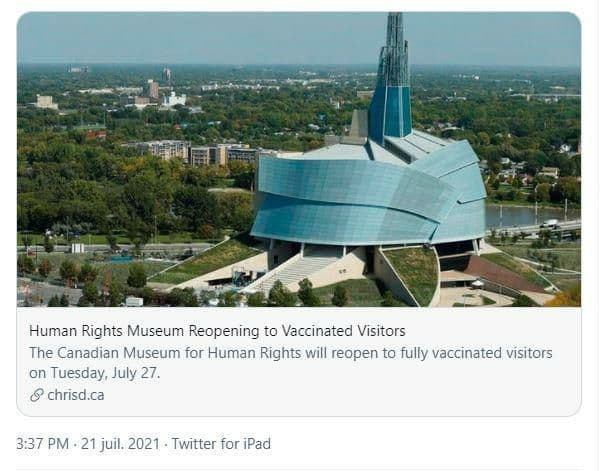 Human Rights Museum Reopening to Vaccinated Visitors
The Canadian Museum for Human Rights will reopen to fully vaccinated visitors
on Tuesday, July 27.
chrisd.ca
3:37 PM · 21 juil. 2021 · Twitter for iPad